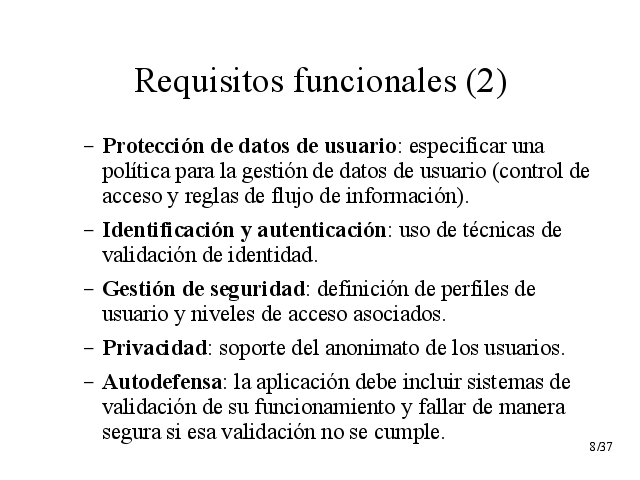 Requisitos funcionales (2)
– Protección de datos de usuario: especificar una
política para la gestión de datos de usuario (control de
acceso y reglas de flujo de información).
– Identificación y autenticación: uso de técnicas de
validación de identidad.
– Gestión de seguridad: definición de perfiles de
usuario y niveles de acceso asociados.
– Privacidad: soporte del anonimato de los usuarios.
– Autodefensa: la aplicación debe incluir sistemas de
validación de su funcionamiento y fallar de manera
segura si esa validación no se cumple.
8/37